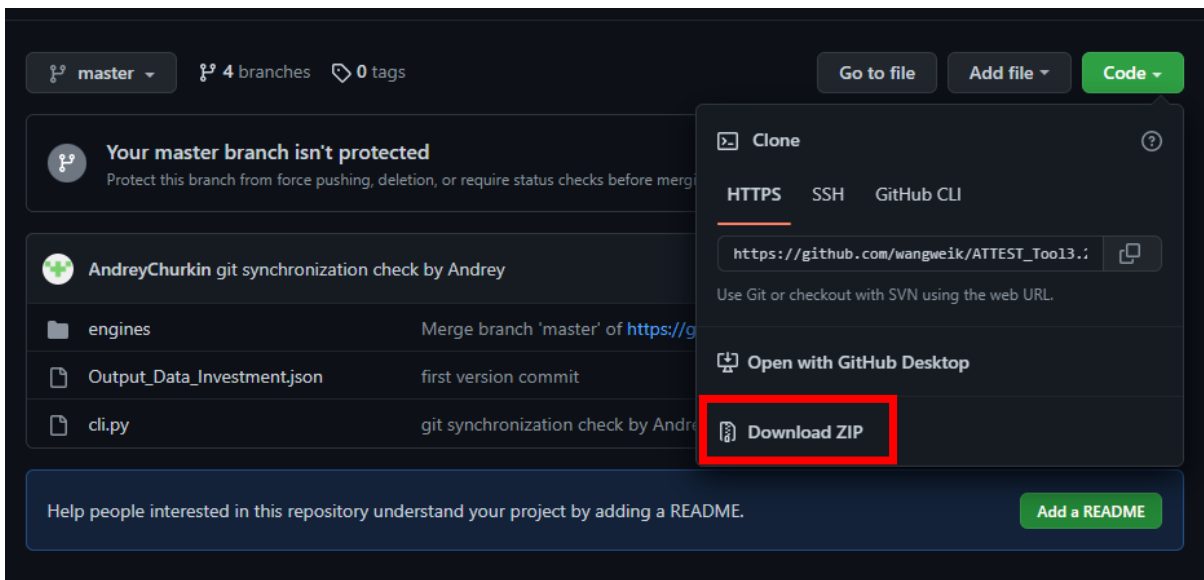 master
4 branches
0 tags
Go to file
Add file
Code
Your master branch isn't protected
Protect this branch from force pushing, deletion, or require status checks before mergi
Clone
HTTPS
SSH
GitHub CLI
https://github.com/wangweik/ATTEST_Tool3.2
Use Git or checkout with SVN using the web URL.
Open with GitHub Desktop
Download ZIP
AndreyChurkin git synchronization check by Andrey
engines
Merge branch 'master' of https://g
Output_Data_Investment.json
first version commit
cli.py
git synchronization check by Andre
Help people interested in this repository understand your project by adding a README.
Add a README